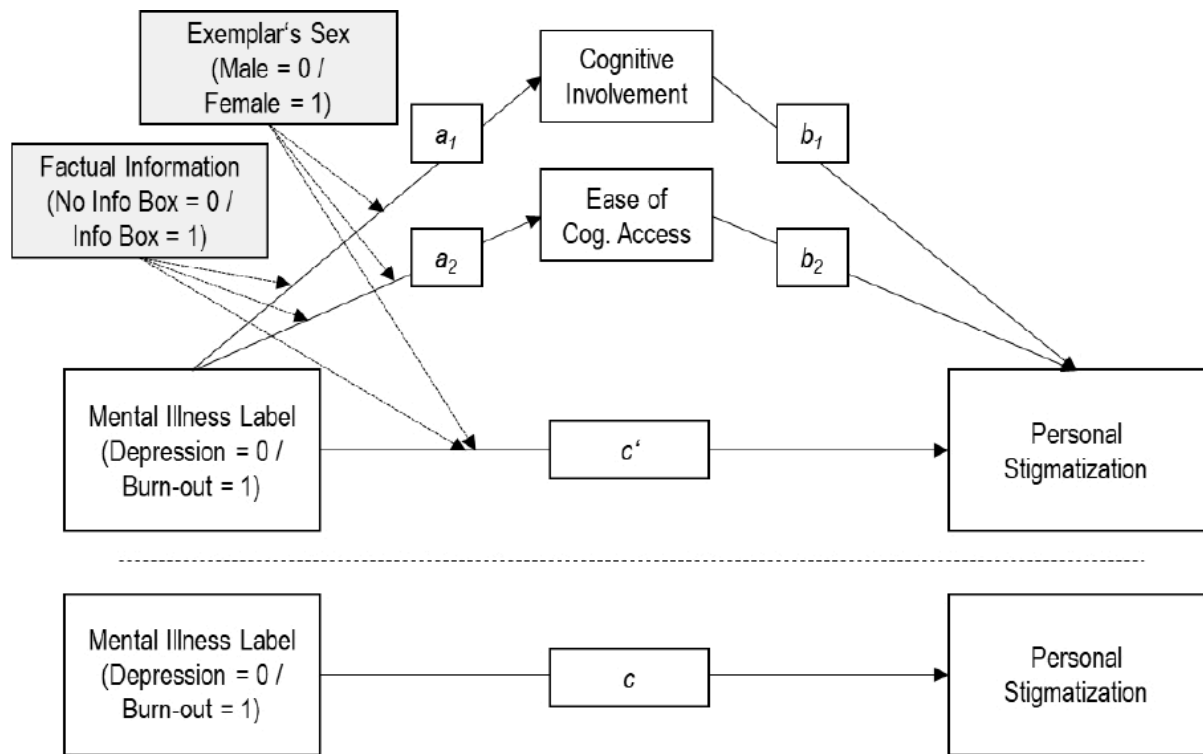 Exemplar‘s Sex
(Male = 0 /
Female = 1)
Factual Information
(No Info Box = 0 /
Info Box = 1)
Cognitive
Involvement
a1
b1
Ease of
Cog. Access
a2
b2
Mental Illness Label
(Depression = 0 /
Burn-out = 1)
c‘
Personal
Stigmatization
Mental Illness Label
(Depression = 0 /
Burn-out = 1)
c
Personal
Stigmatization